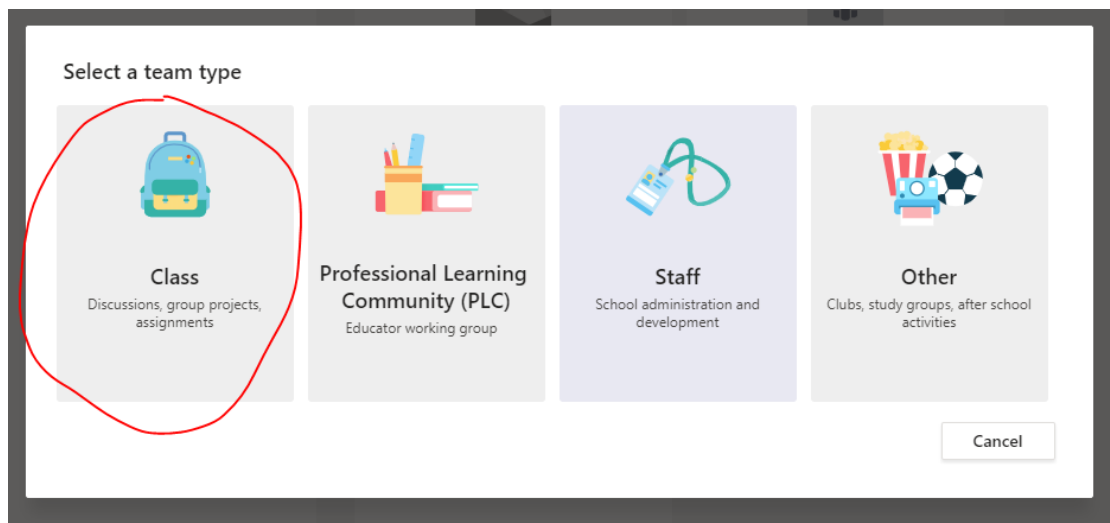 Select a team type
Class
Discussions, group projects,
assignments
Professional Learning
Community (PLC)
Educator working group
Staff
School administration and
development
Other
Clubs, study groups, after school
activities
Cancel